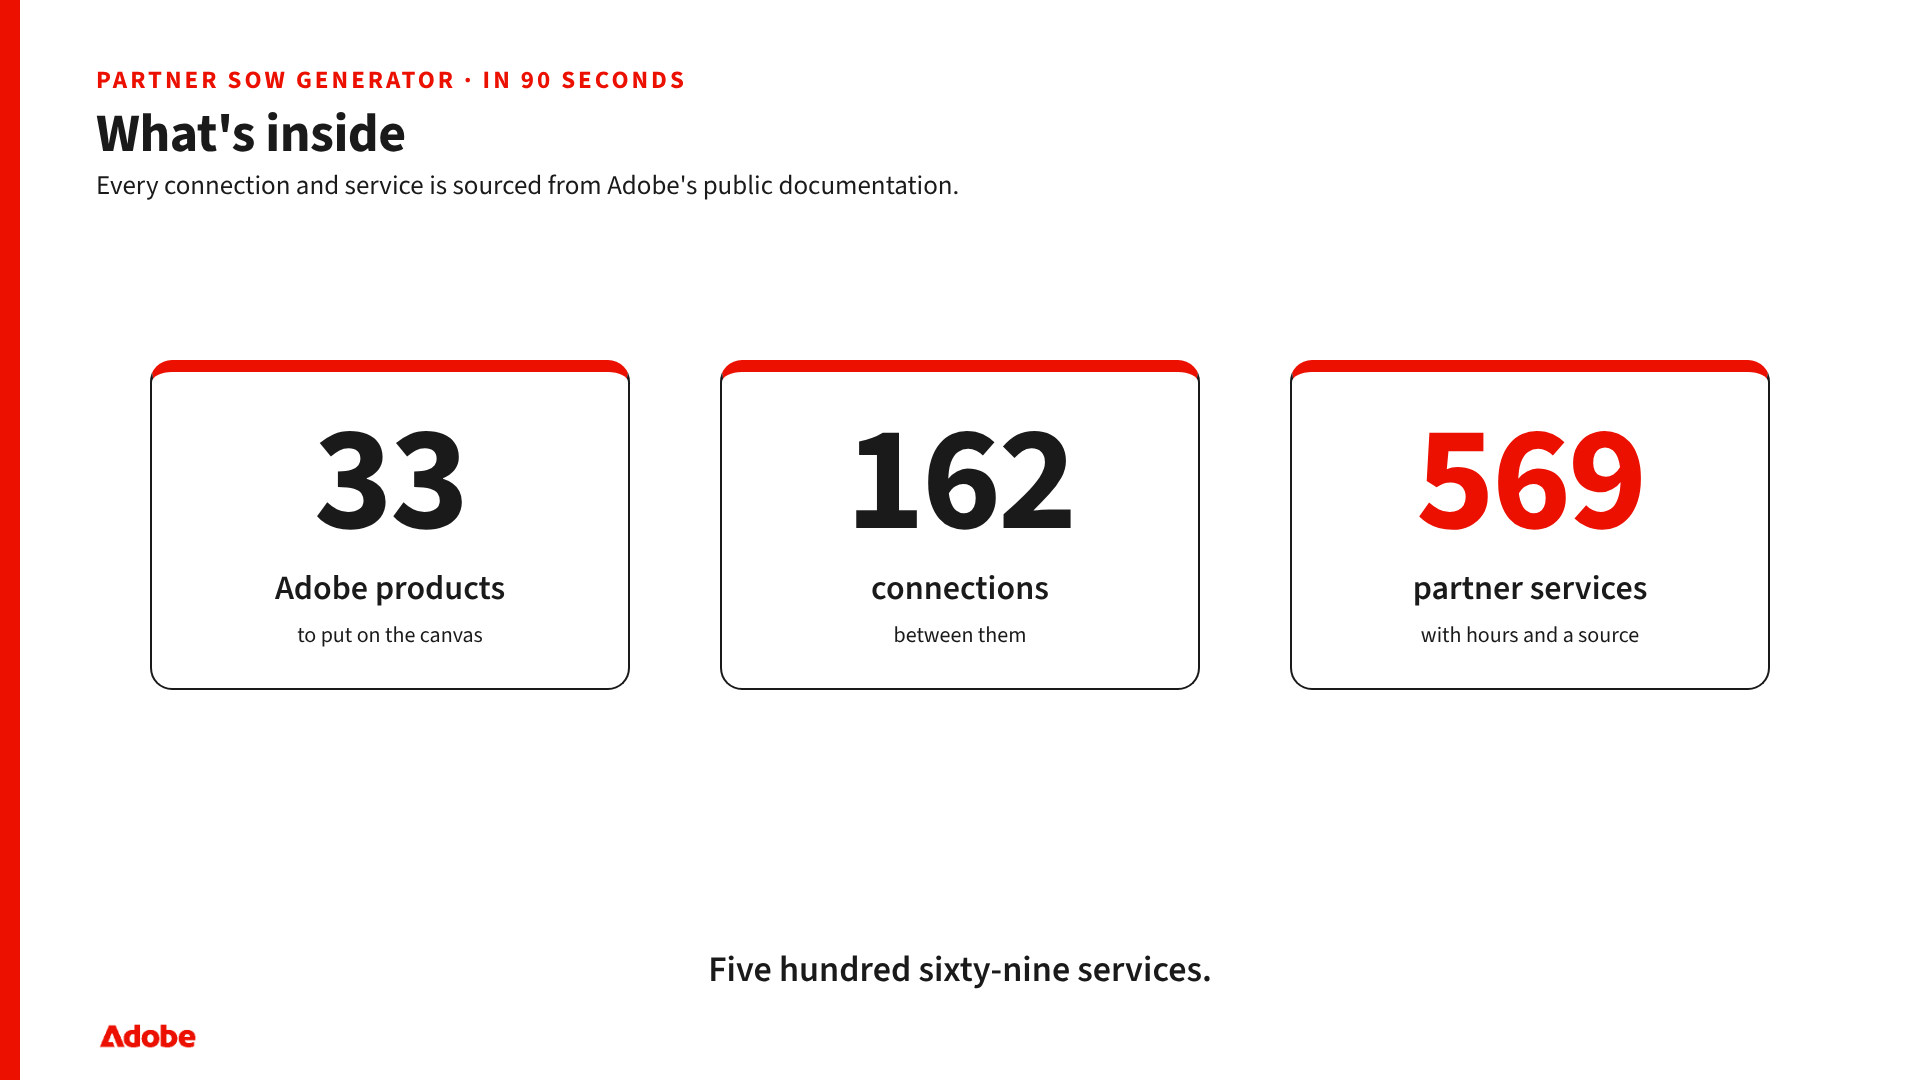 PARTNER SOW GENERATOR · IN 90 SECONDS
What's inside
Every connection and service is sourced from Adobe's public documentation.
33
Adobe products
to put on the canvas
162
connections
between them
569
partner services
with hours and a source
Five hundred sixty-nine services.
Adobe